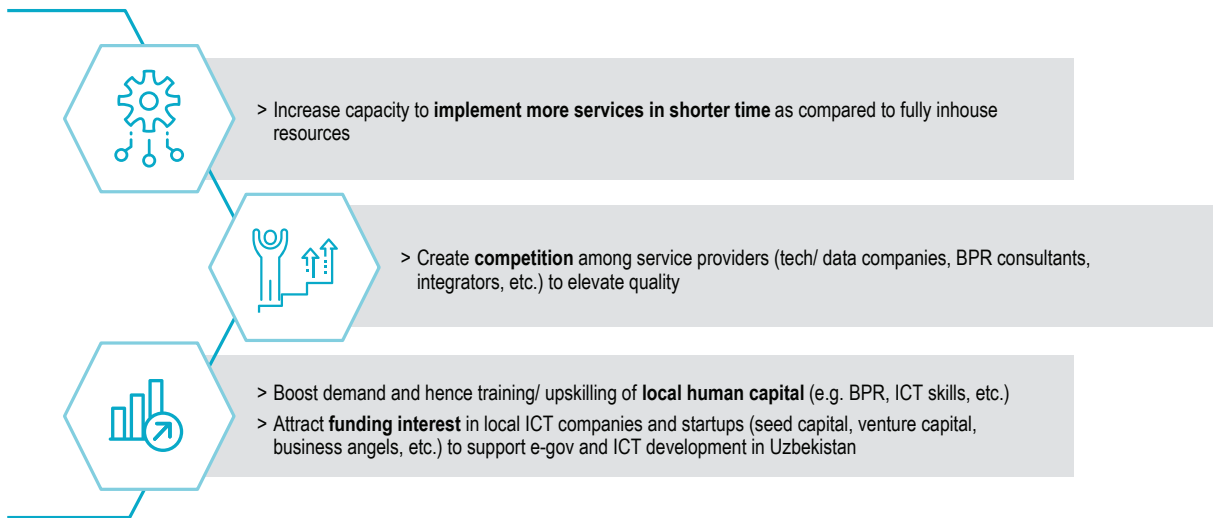 > Increase capacity to implement more services in shorter time as compared to fully inhouse
resources
> Create competition among service providers (tech/ data companies, BPR consultants,
integrators, etc.) to elevate quality
> Boost demand and hence training/ upskilling of local human capital (e.g. BPR, ICT skills, etc.)
> Attract funding interest in local ICT companies and startups (seed capital, venture capital,
business angels, etc.) to support e-gov and ICT development in Uzbekistan